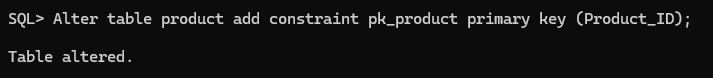 SQL> Alter table product add constraint pk_product primary key (Product_ID);
Table altered.